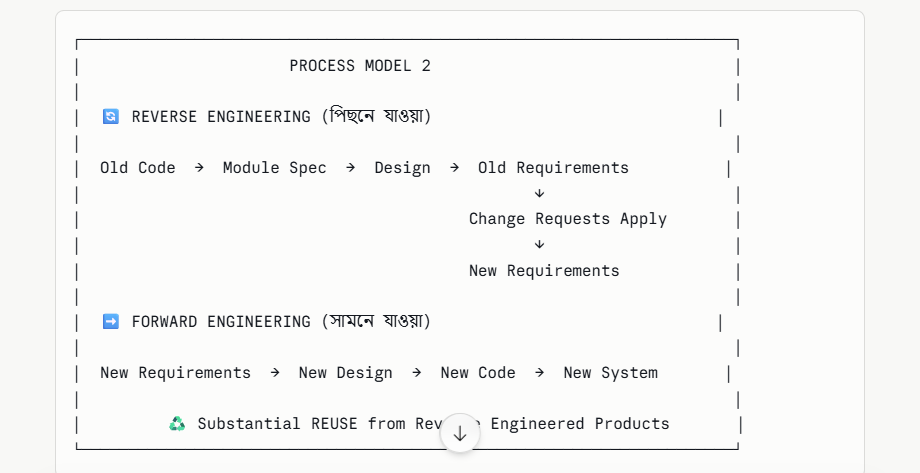 PROCESS MODEL 2
🔄 REVERSE ENGINEERING (পিছনে যাওয়া)
Old Code → Module Spec → Design → Old Requirements
↓
Change Requests Apply
↓
New Requirements
➡️ FORWARD ENGINEERING (সামনে যাওয়া)
New Requirements → New Design → New Code → New System
♻️ Substantial REUSE from Engineered Products